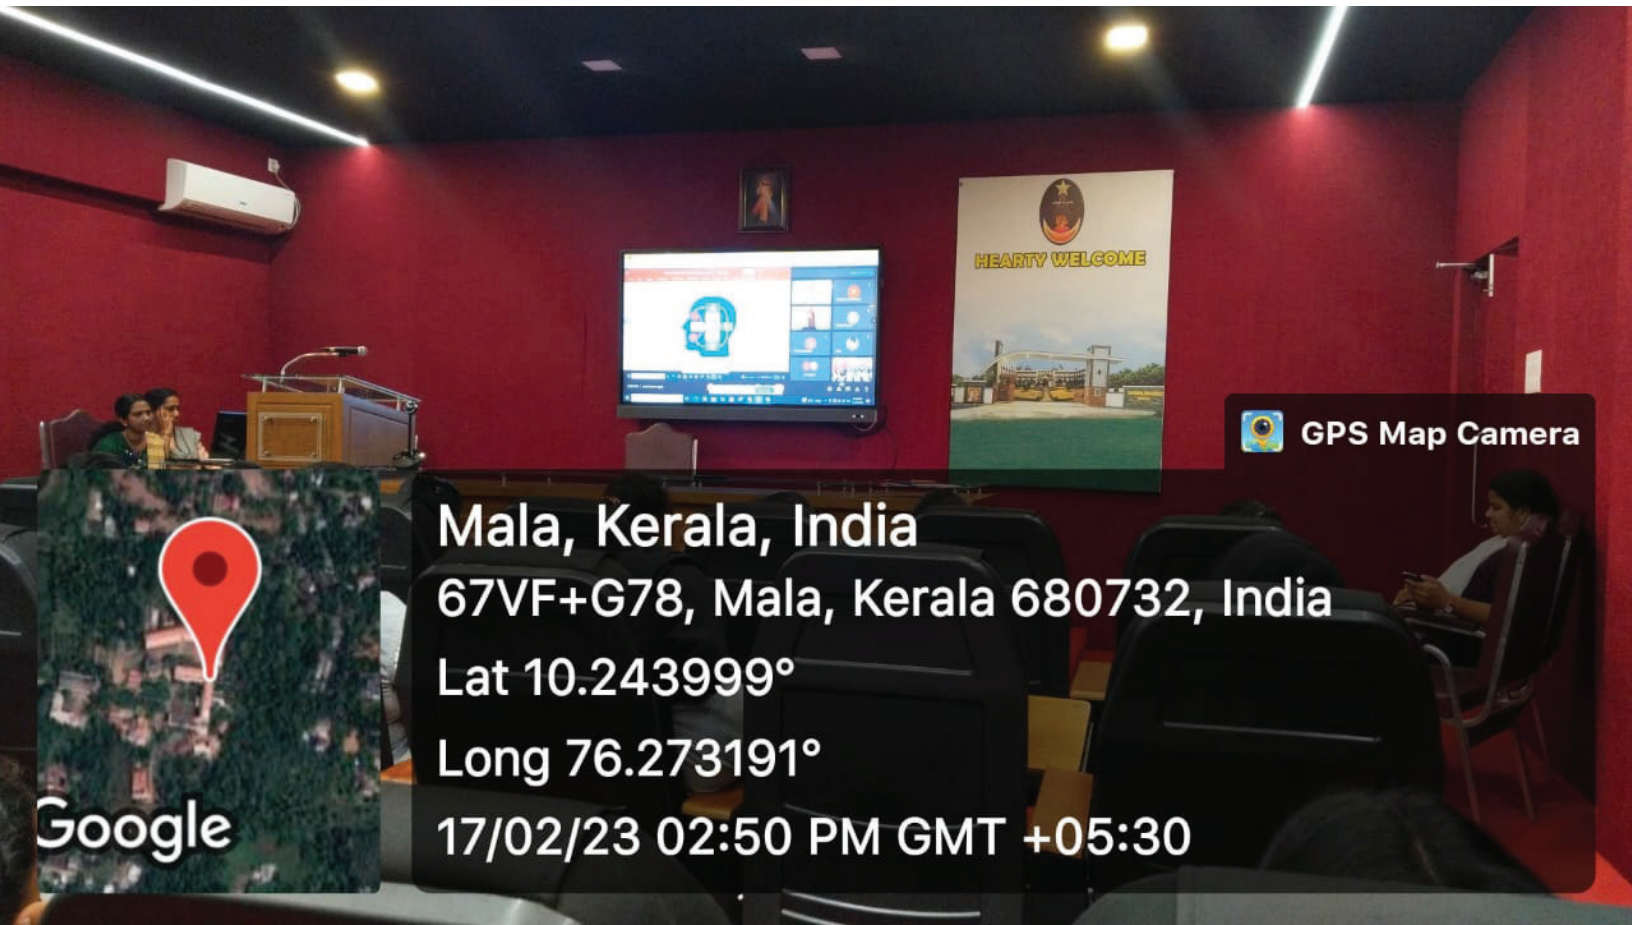 HEARTY WELCOME
GPS Map Camera
Mala, Kerala, India
67VF+G78, Mala, Kerala 680732, India
Lat 10.243999°
Long 76.273191°
17/02/23 02:50 PM GMT +05:30
Google